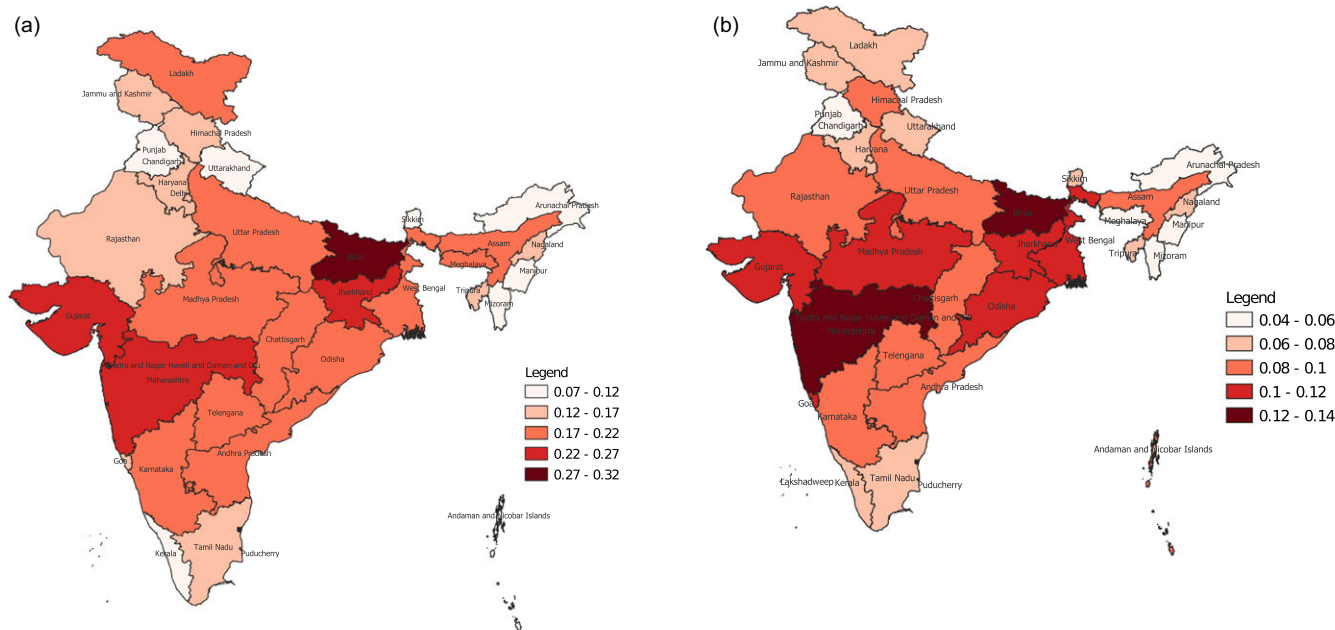 (a)
Ladakh
Jammu and Kashmir
Himachal Pradesh
Punjab
Chandigarh
Uttarakhand
Haryana
Delhi
Rajasthan
Uttar Pradesh
Bihar
Sikkim
Arunachal Pradesh
Assam
Nagaland
Meghalaya
Manipur
Tripura
Mizoram
West Bengal
Jharkhand
Madhya Pradesh
Gujarat
Chattisgarh
Odisha
Dadra and Nagar Haveli and Daman and Diu
Maharashtra
Telengana
Andhra Pradesh
Goa
Karnataka
Kerala
Tamil Nadu
Puducherry
Andaman and Nicobar Islands
Legend
0.07 - 0.12
0.12 - 0.17
0.17 - 0.22
0.22 - 0.27
0.27 - 0.32
(b)
Ladakh
Jammu and Kashmir
Himachal Pradesh
Punjab
Chandigarh
Uttarakhand
Haryana
Rajasthan
Uttar Pradesh
Bihar
Sikkim
Arunachal Pradesh
Assam
Nagaland
Meghalaya
Manipur
Tripura
Mizoram
West Bengal
Jharkhand
Madhya Pradesh
Gujarat
Chattisgarh
Odisha
Dadra and Nagar Haveli and Daman and
Maharashtra
Telengana
Andhra Pradesh
Goa
Karnataka
Lakshadweep
Kerala
Tamil Nadu
Puducherry
Andaman and Nicobar Islands
Legend
0.04 - 0.06
0.06 - 0.08
0.08 - 0.1
0.1 - 0.12
0.12 - 0.14